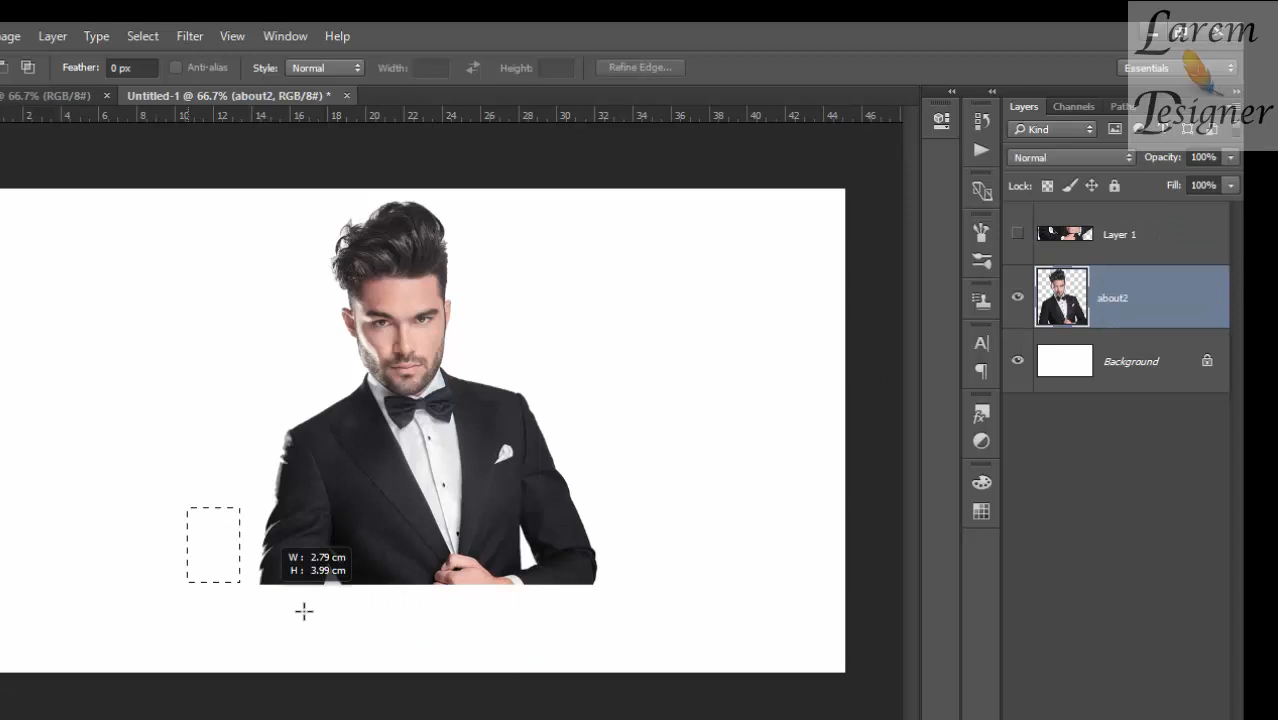 Larem
Designer
age Layer Type Select Filter View Window Help
Feather: 0 px Anti-alias Style: Normal Width: Height: Refine Edge... Essentials
@ 66.7% (RGB/8#) × Untitled-1 @ 66.7% (about2, RGB/8#) * ×
2 4 6 8 10 12 14 16 18 20 22 24 26 28 30 32 34 36 38 40 42 44 46
Layers Channels Paths
Kind
Normal Opacity: 100%
Lock: Fill: 100%
Layer 1
about2
Background
W : 2.79 cm
H : 3.99 cm